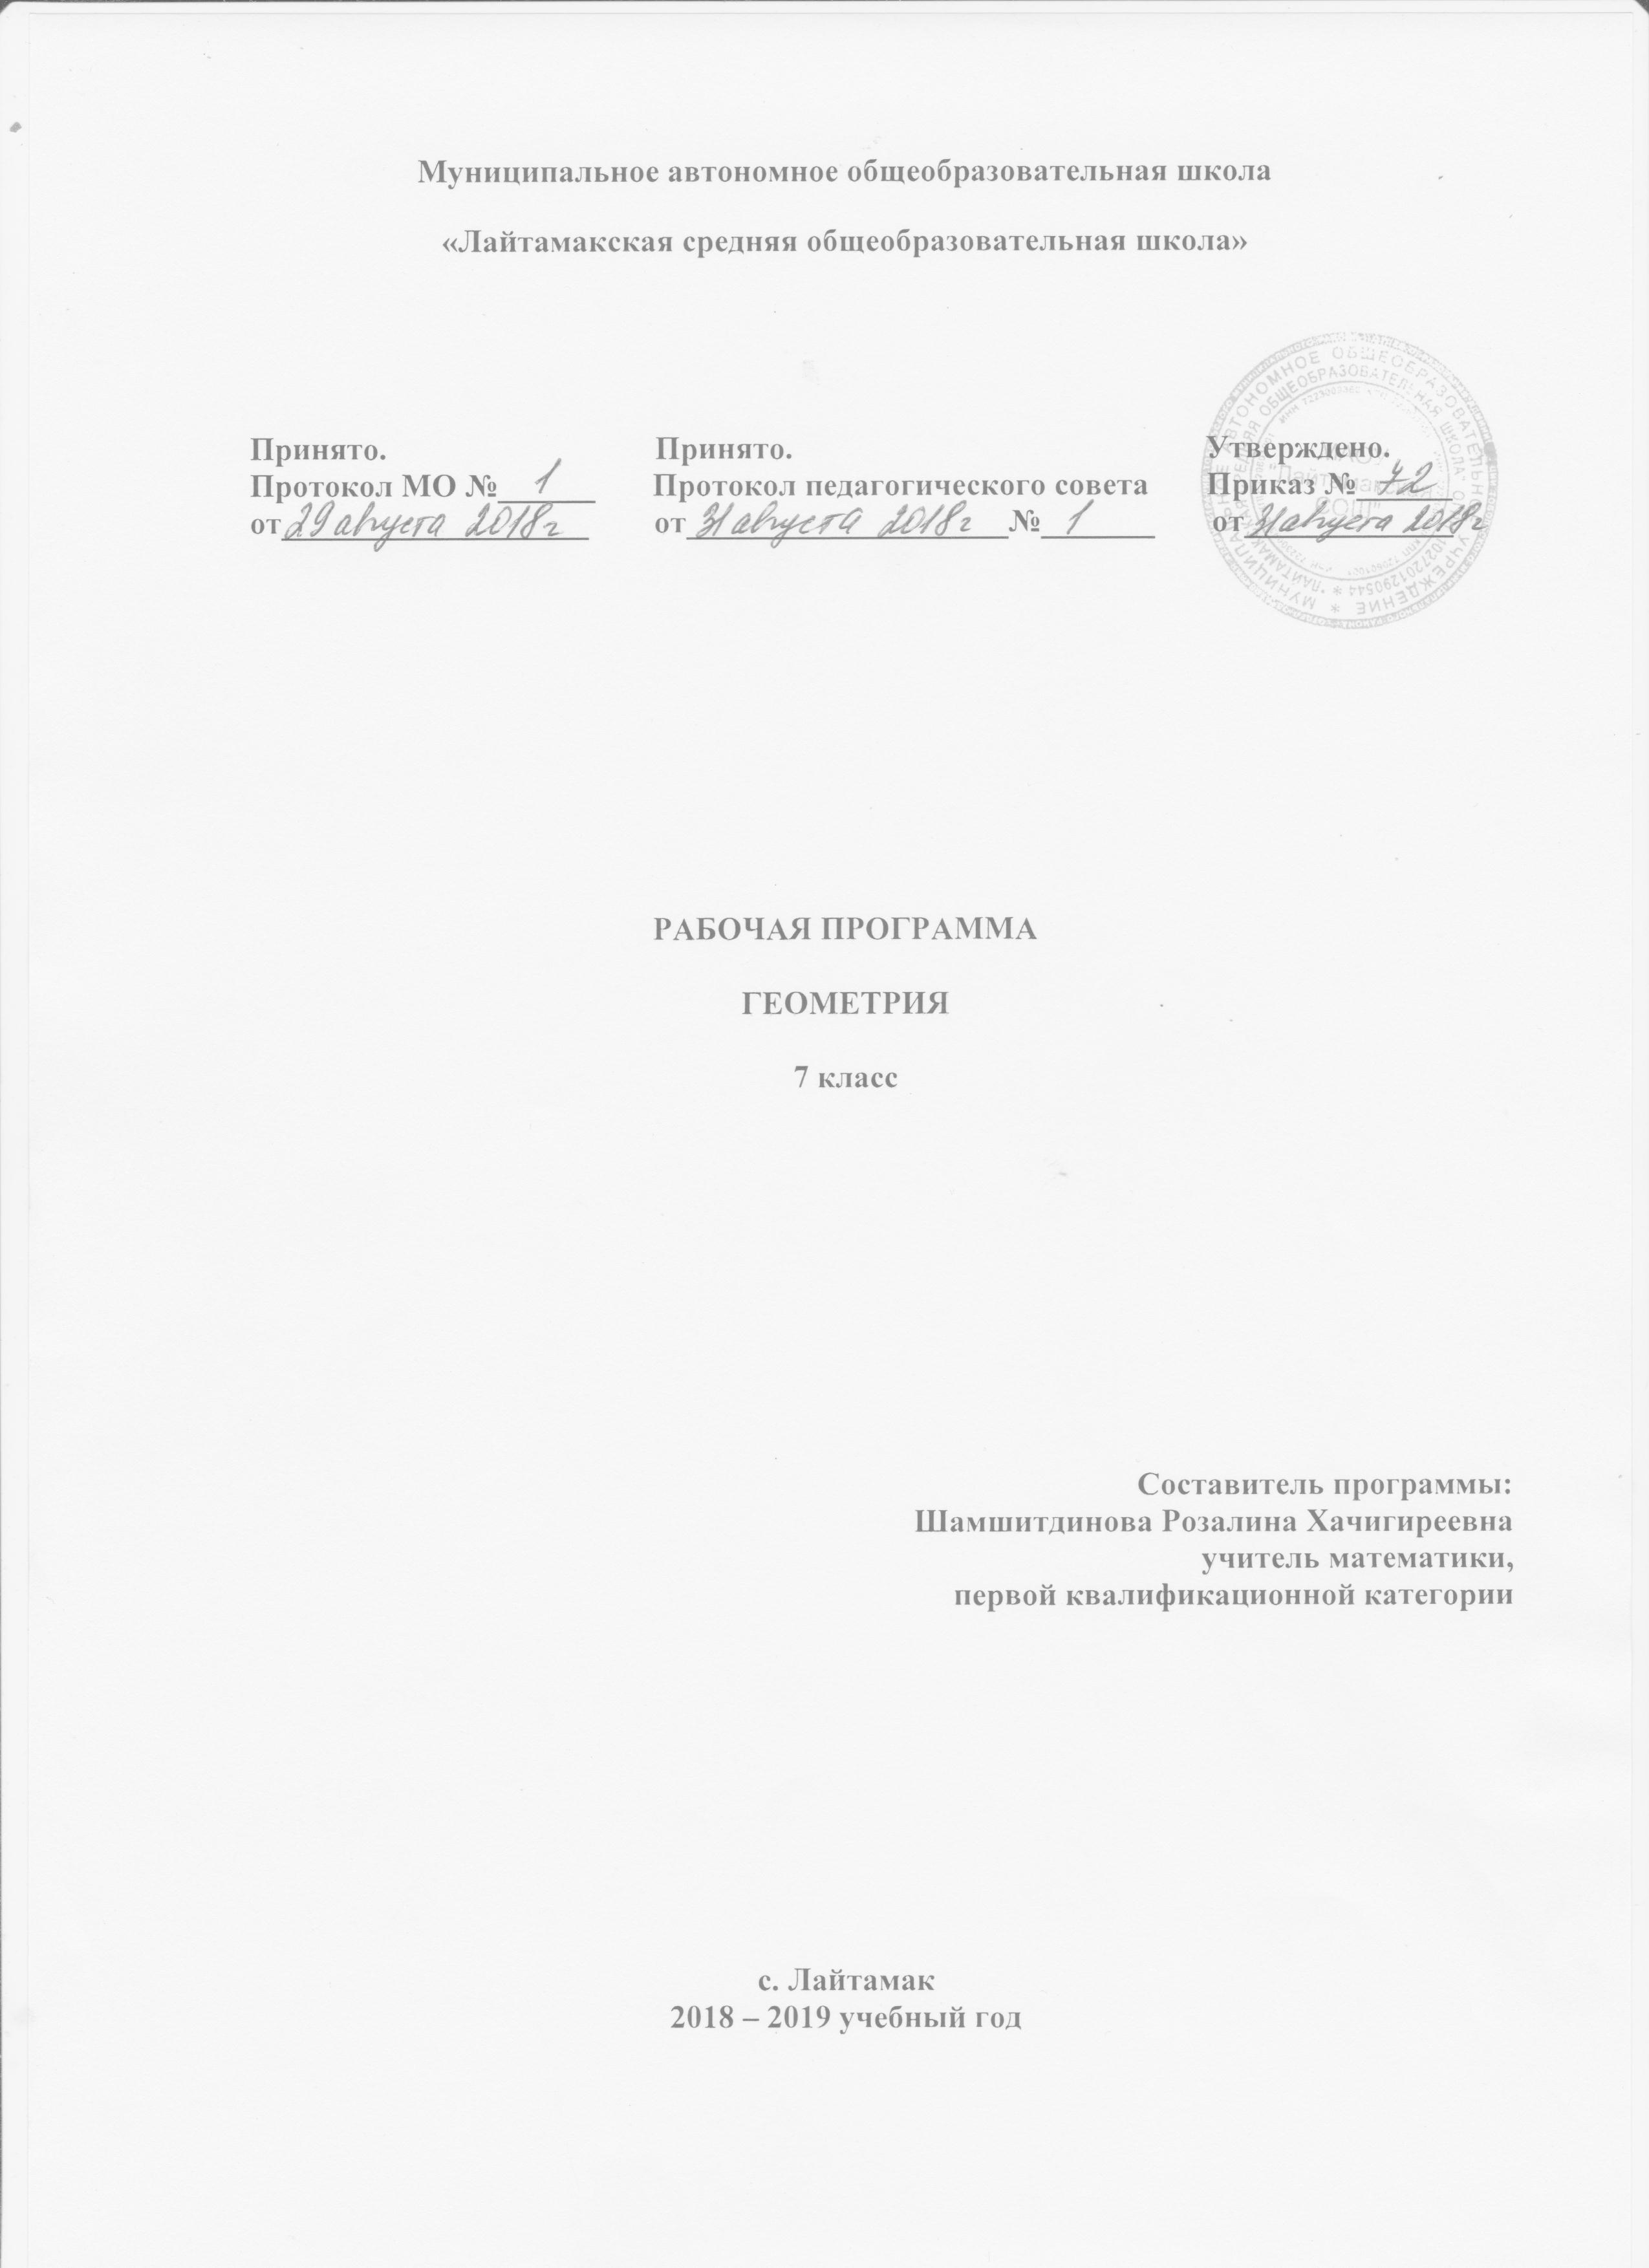 Муниципальное автономное общеобразовательная школа
«Лайтамакская средняя общеобразовательная школа»
Принято. Принято. Утверждено.
Протокол МО № 1 Протокол педагогического совета Приказ № 72
от 29 августа 2018г от 31 августа 2018г № 1 от 31 августа 2018г
РАБОЧАЯ ПРОГРАММА
ГЕОМЕТРИЯ
7 класс
Составитель программы:
Шамшитдинова Розалина Хачигиреевна
учитель математики,
первой квалификационной категории
с. Лайтамак
2018 – 2019 учебный год